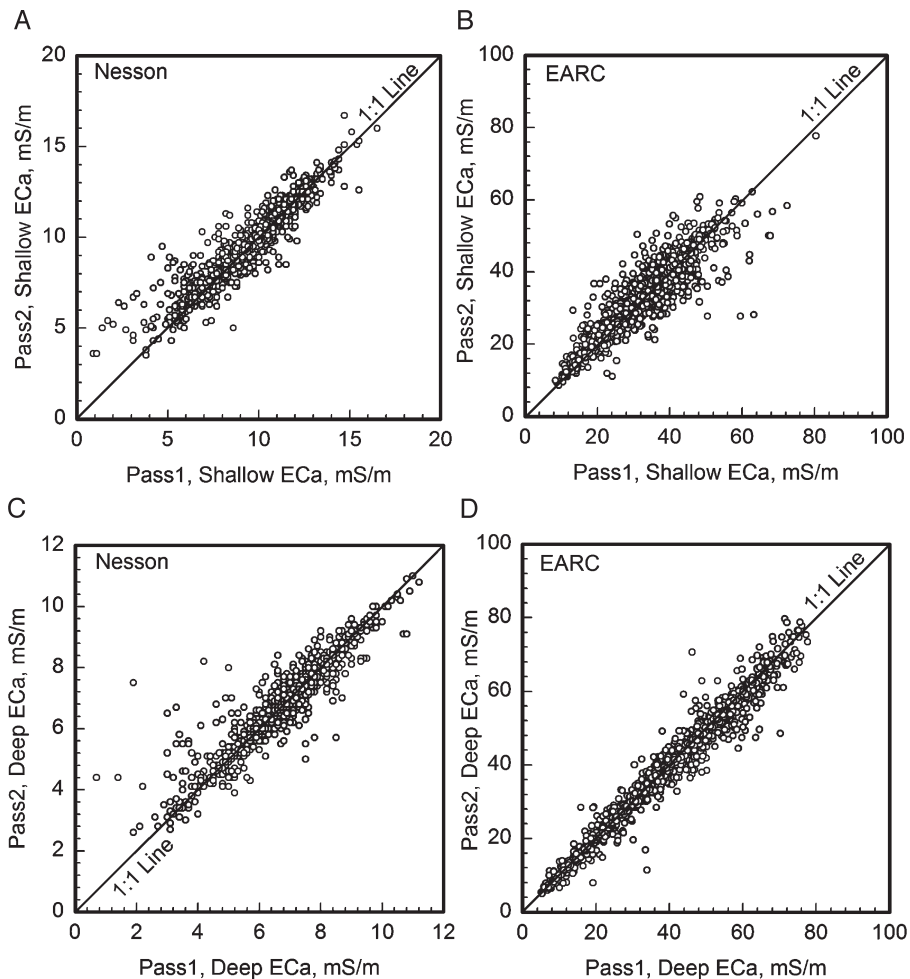 A
Nesson
1:1 Line
Pass2, Shallow ECa, mS/m
20
15
10
5
0
0 5 10 15 20
Pass1, Shallow ECa, mS/m
B
EARC
1:1 Line
Pass2, Shallow ECa, mS/m
100
80
60
40
20
0
0 20 40 60 80 100
Pass1, Shallow ECa, mS/m
C
Nesson
1:1 Line
Pass2, Deep ECa, mS/m
12
10
8
6
4
2
0
0 2 4 6 8 10 12
Pass1, Deep ECa, mS/m
D
EARC
1:1 Line
Pass2, Deep ECa, mS/m
100
80
60
40
20
0
0 20 40 60 80 100
Pass1, Deep ECa, mS/m